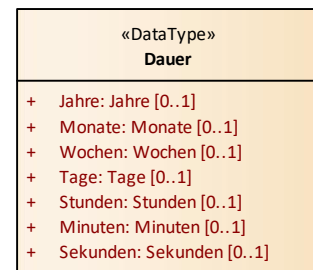 «DataType»
Dauer
+ Jahre: Jahre [0..1]
+ Monate: Monate [0..1]
+ Wochen: Wochen [0..1]
+ Tage: Tage [0..1]
+ Stunden: Stunden [0..1]
+ Minuten: Minuten [0..1]
+ Sekunden: Sekunden [0..1]